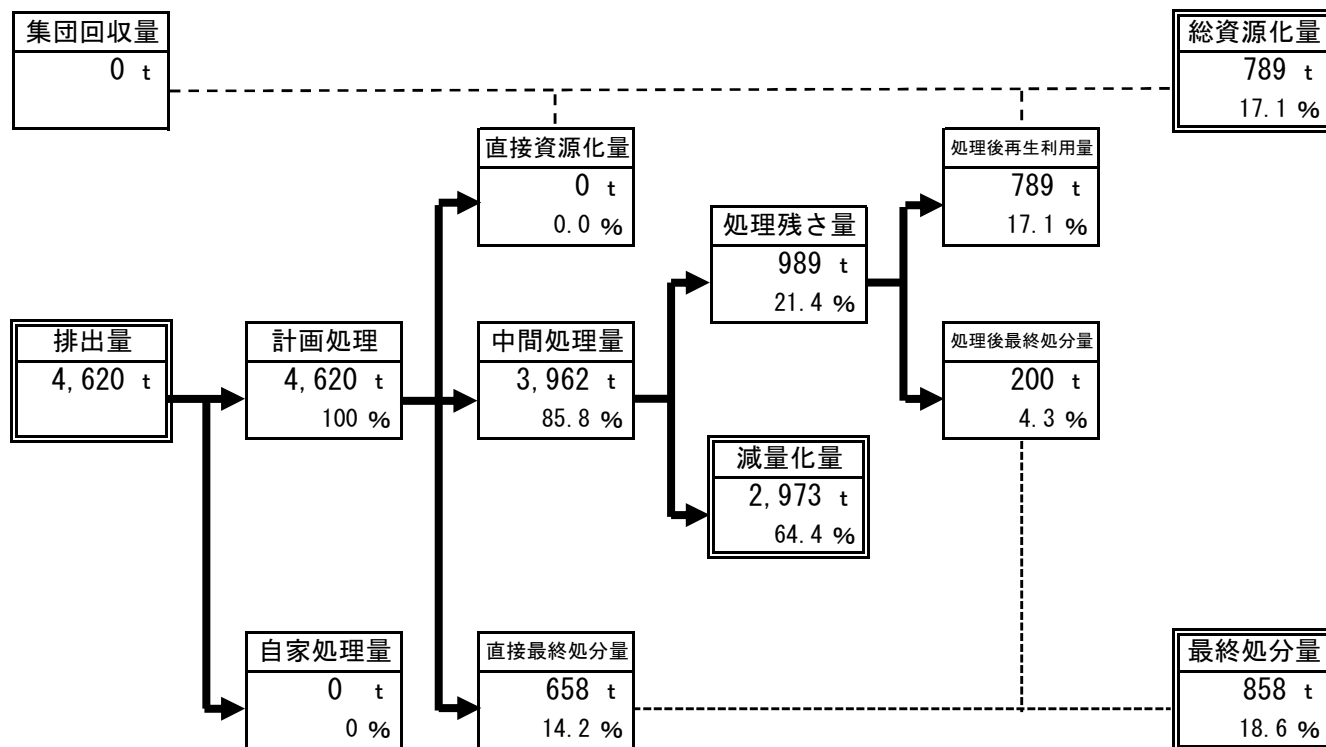 集団回収量
0 t
総資源化量
789 t
17.1 %
直接資源化量
0 t
0.0 %
処理後再生利用量
789 t
17.1 %
処理残さ量
989 t
21.4 %
排出量
4,620 t
計画処理
4,620 t
100 %
中間処理量
3,962 t
85.8 %
処理後最終処分量
200 t
4.3 %
減量化量
2,973 t
64.4 %
自家処理量
0 t
0 %
直接最終処分量
658 t
14.2 %
最終処分量
858 t
18.6 %